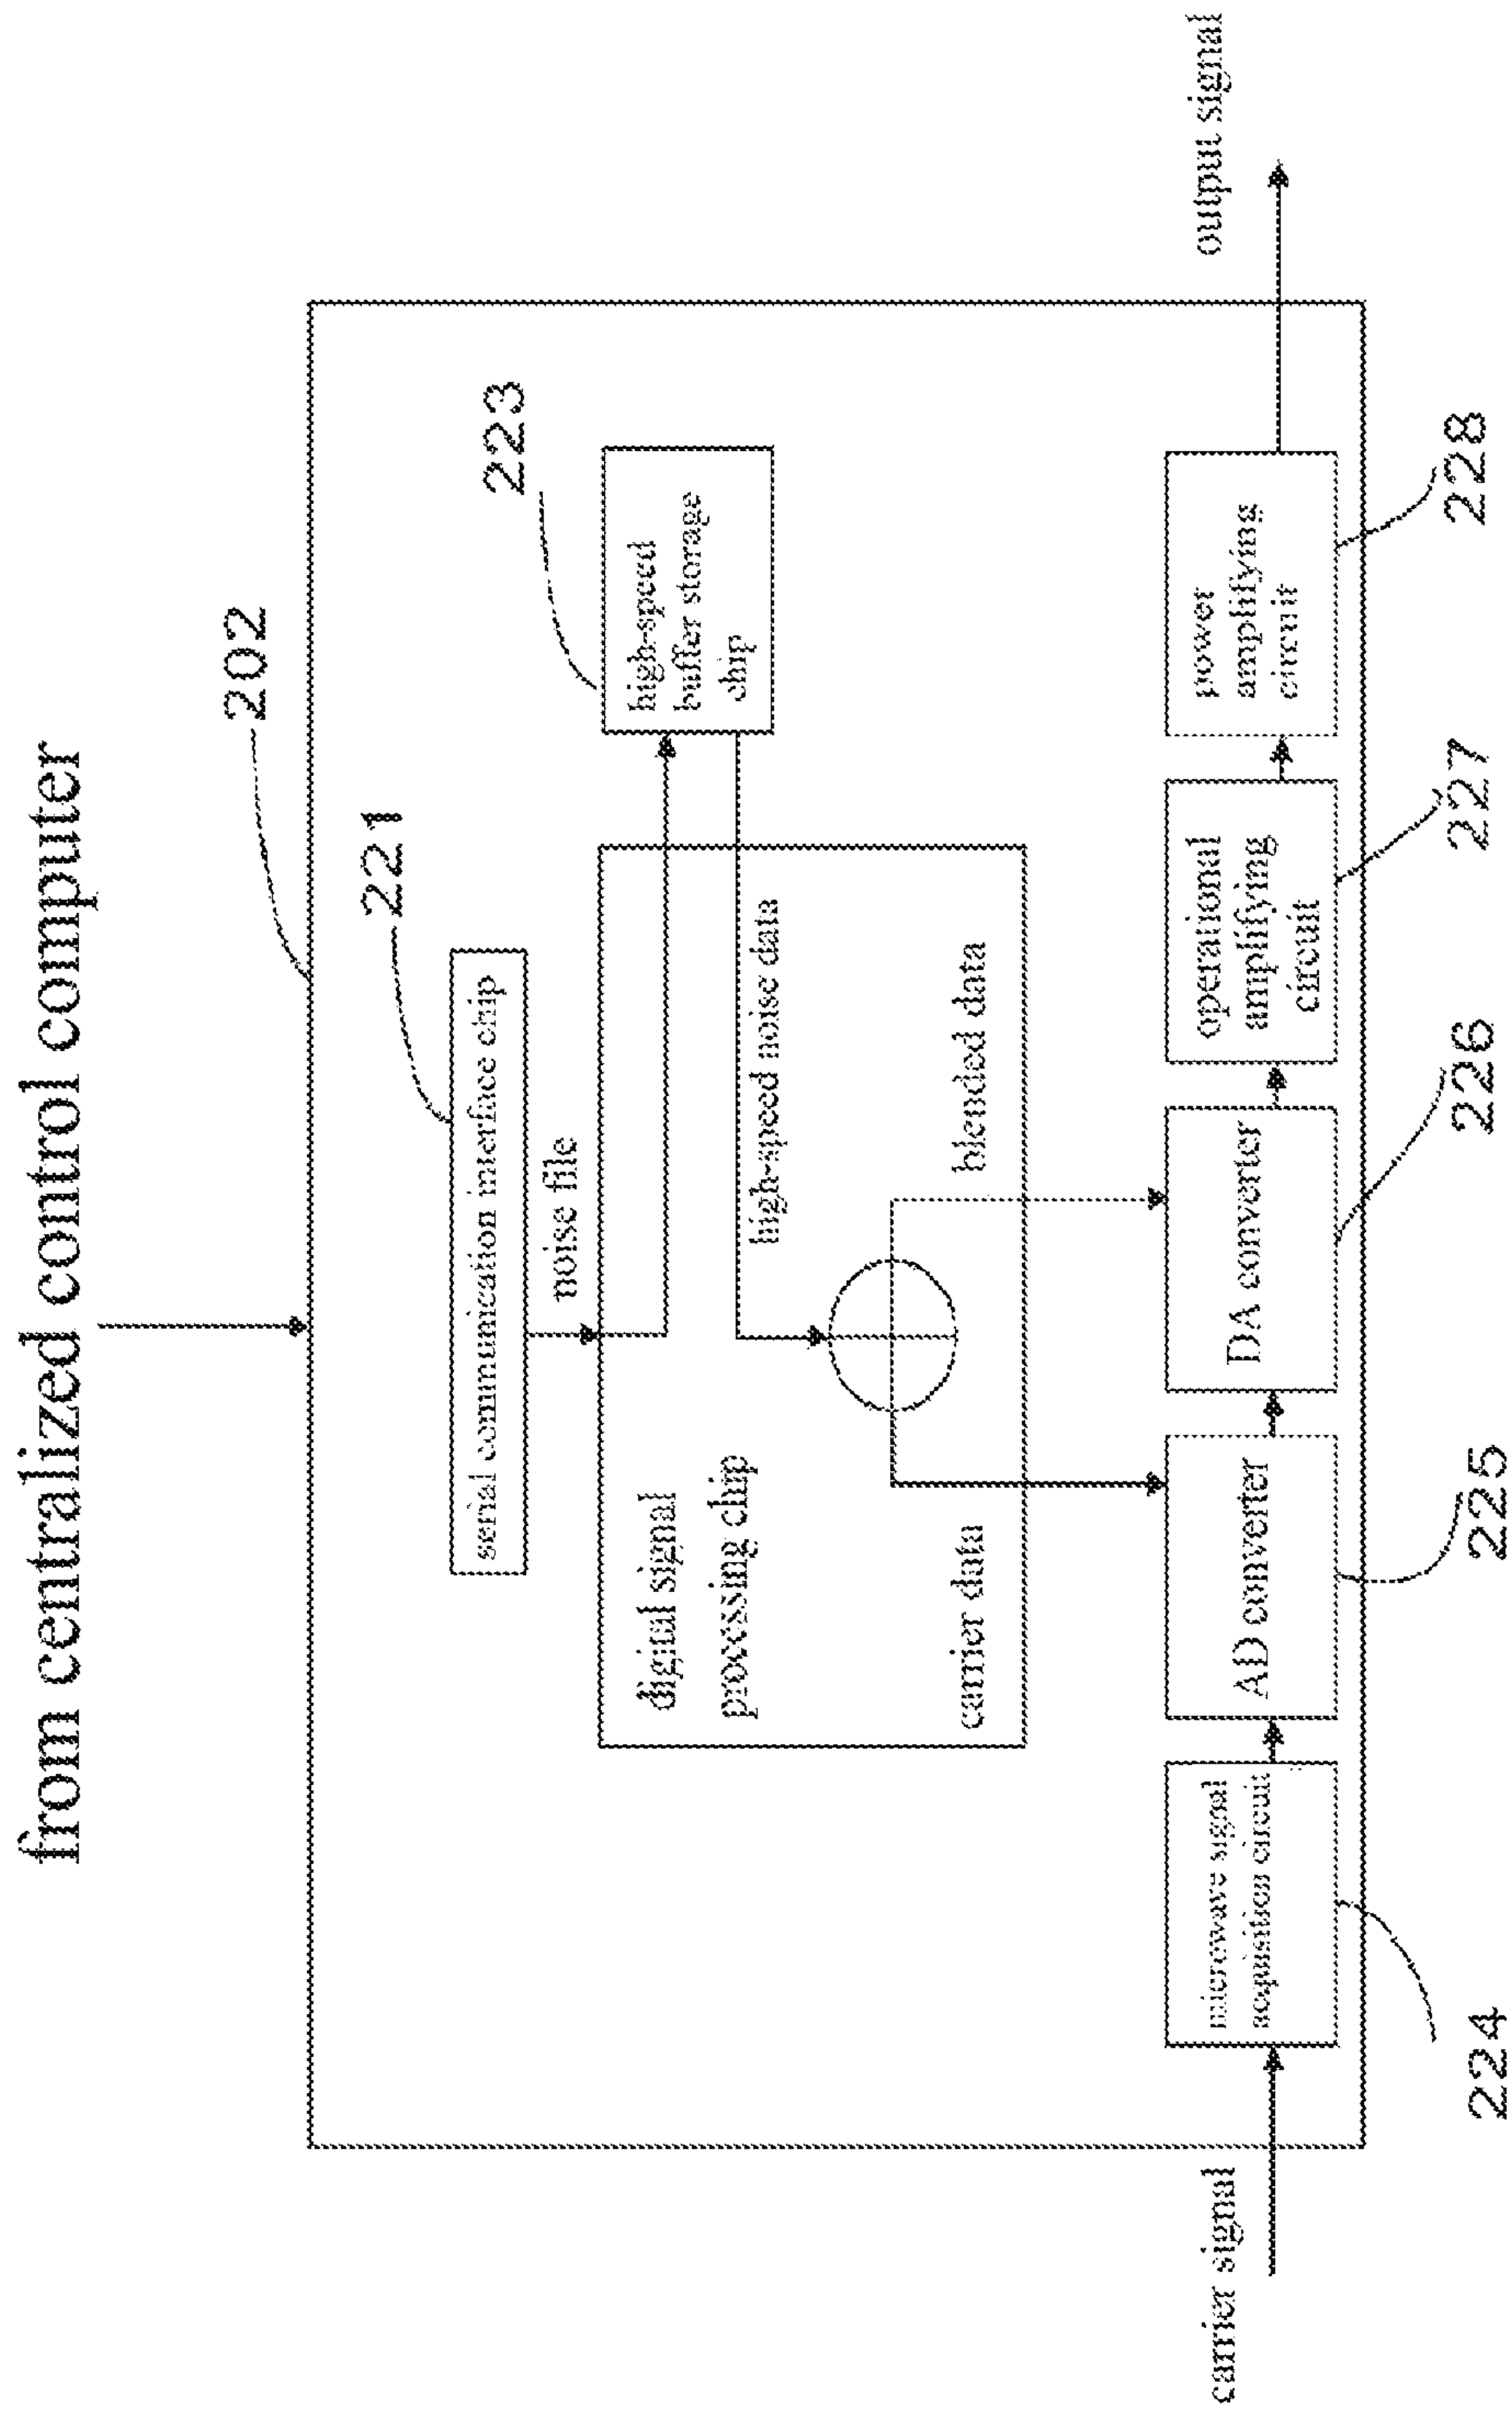 from centralized control computer
202
221
serial communication interface chip
noise file
223
high-speed
buffer storage
chip
digital signal
processing chip
high-speed noise data
carrier data
blended data
carrier signal
microwave signal
acquisition circuit
AD converter
DA converter
operational
amplifying
circuit
power
amplifying
circuit
output signal
224
225
226
227
228